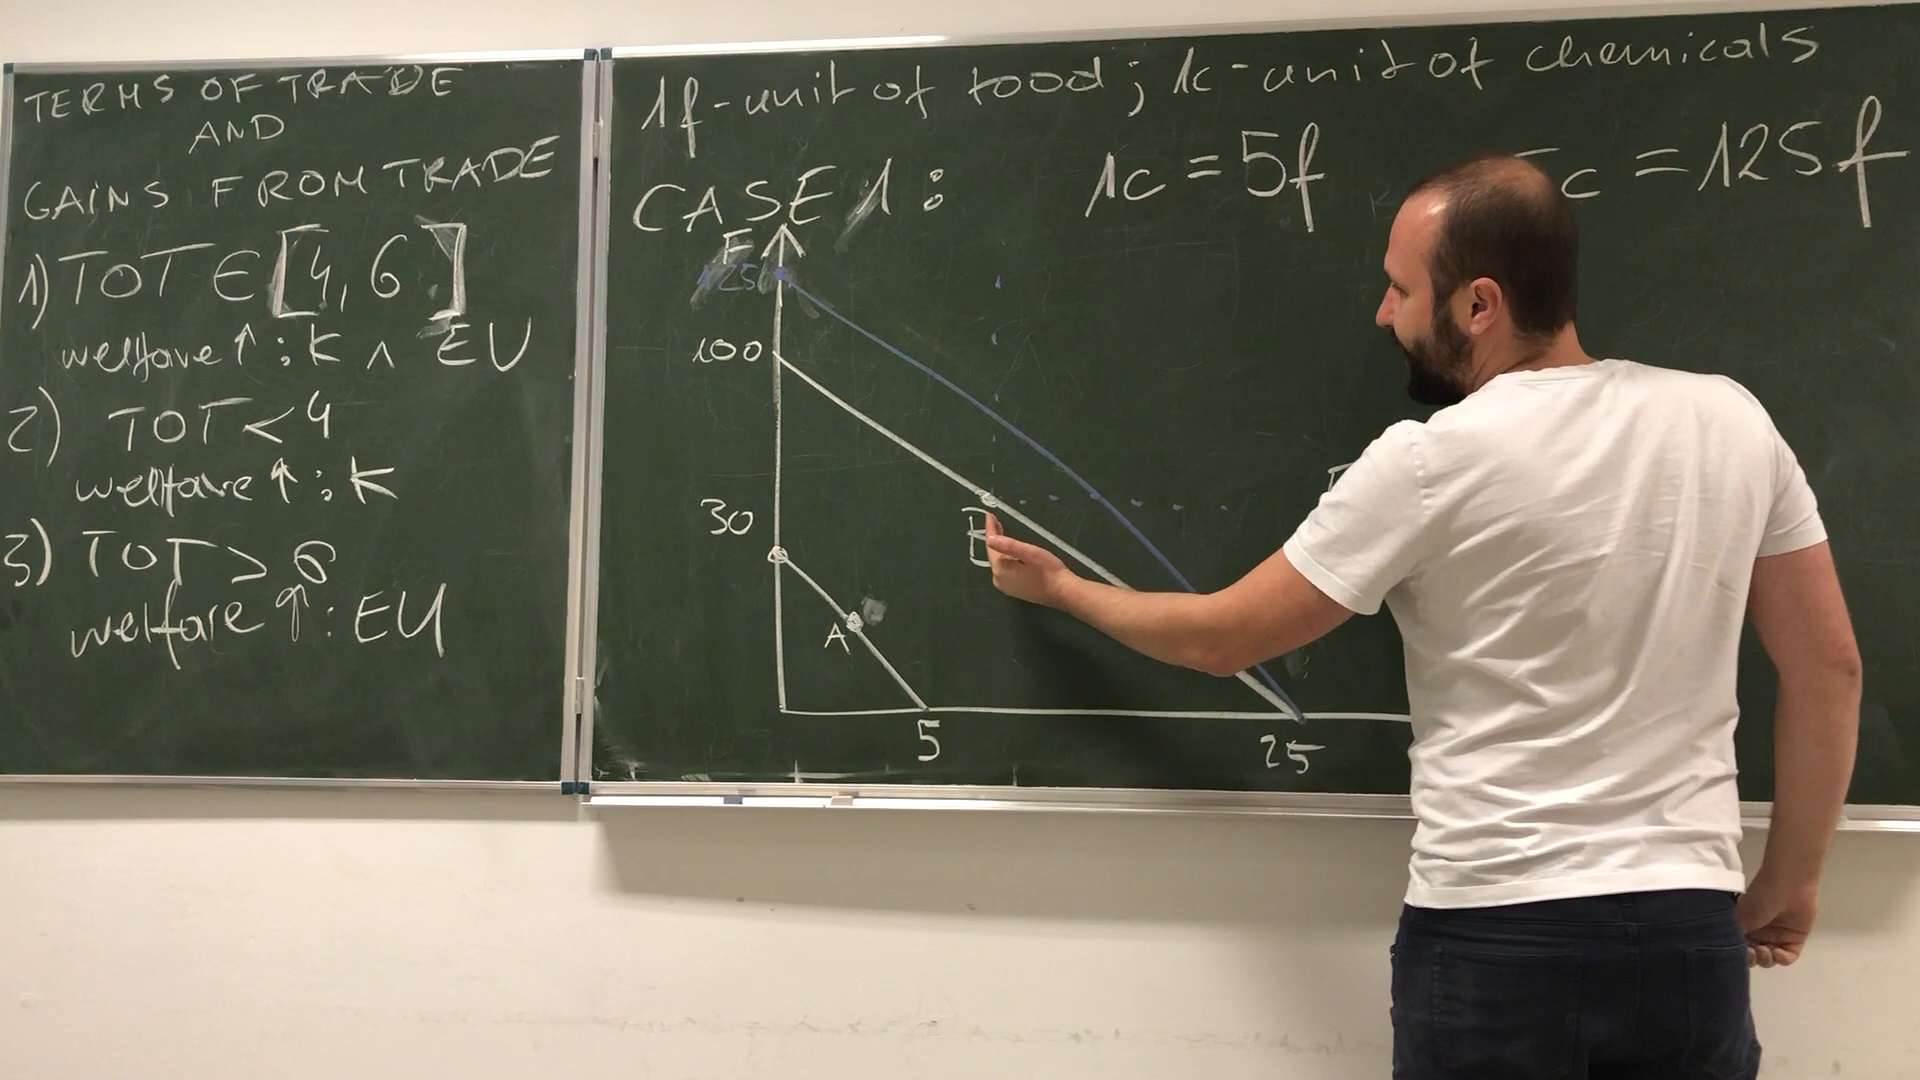 TERMS OF TRADE
AND
GAINS FROM TRADE
1) TOT ∈ [4, 6]
welfare ↑ : K ∧ EU
2) TOT < 4
welfare ↑ : K
3) TOT > 6
welfare ↑ : EU
1f - unit of food ; 1c - unit of chemicals
CASE 1 :
1c = 5f
c = 125f
F
125
100
30
B
A
5
25